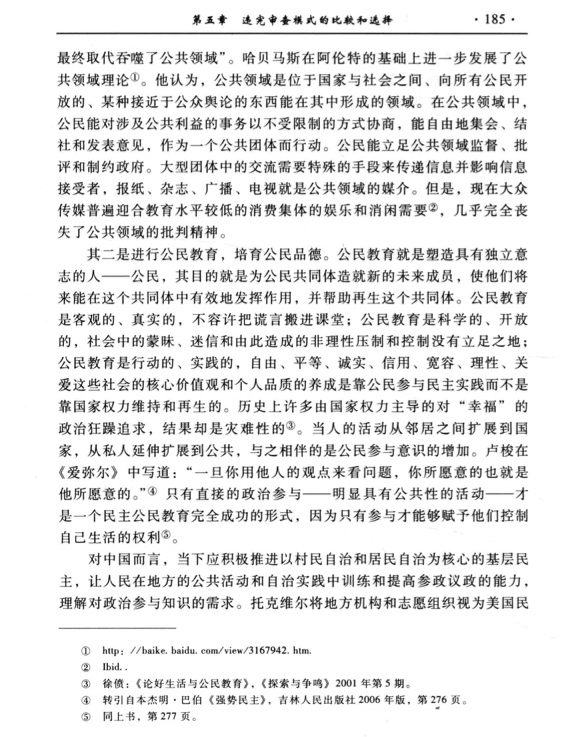 第五章　违宪审查模式的比较和选择　· 185 ·
最终取代吞噬了公共领域”。哈贝马斯在阿伦特的基础上进一步发展了公
共领域理论①。他认为，公共领域是位于国家与社会之间、向所有公民开
放的、某种接近于公众舆论的东西能在其中形成的领域。在公共领域中，
公民能对涉及公共利益的事务以不受限制的方式协商，能自由地集会、结
社和发表意见，作为一个公共团体而行动。公民能立足公共领域监督、批
评和制约政府。大型团体中的交流需要特殊的手段来传递信息并影响信息
接受者，报纸、杂志、广播、电视就是公共领域的媒介。但是，现在大众
传媒普遍迎合教育水平较低的消费集体的娱乐和消闲需要②，几乎完全丧
失了公共领域的批判精神。
其二是进行公民教育，培育公民品德。公民教育就是塑造具有独立意
志的人——公民，其目的就是为公民共同体造就新的未来成员，使他们将
来能在这个共同体中有效地发挥作用，并帮助再生这个共同体。公民教育
是客观的、真实的，不容许把谎言搬进课堂；公民教育是科学的、开放
的，社会中的蒙昧、迷信和由此造成的非理性压制和控制没有立足之地；
公民教育是行动的、实践的，自由、平等、诚实、信用、宽容、理性、关
爱这些社会的核心价值观和个人品质的养成是靠公民参与民主实践而不是
靠国家权力维持和再生的。历史上许多由国家权力主导的对“幸福”的
政治狂躁追求，结果却是灾难性的③。当人的活动从邻居之间扩展到国
家，从私人延伸扩展到公共，与之相伴的是公民参与意识的增加。卢梭在
《爱弥尔》中写道：“一旦你用他人的观点来看问题，你所愿意的也就是
他所愿意的。”④ 只有直接的政治参与——明显具有公共性的活动——才
是一个民主公民教育完全成功的形式，因为只有参与才能够赋予他们控制
自己生活的权利⑤。
对中国而言，当下应积极推进以村民自治和居民自治为核心的基层民
主，让人民在地方的公共活动和自治实践中训练和提高参政议政的能力，
理解对政治参与知识的需求。托克维尔将地方机构和志愿组织视为美国民
① http: //baike. baidu. com/view/3167942. htm.
② Ibid. .
③ 徐侦：《论好生活与公民教育》，《探索与争鸣》2001 年第 5 期。
④ 转引自本杰明·巴伯《强势民主》，吉林人民出版社 2006 年版，第 276 页。
⑤ 同上书，第 277 页。